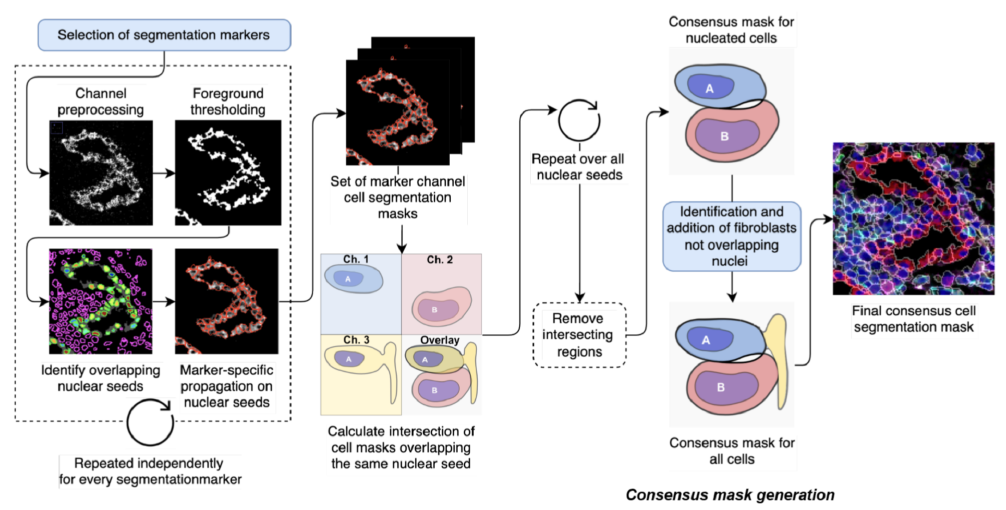 Selection of segmentation markers
Channel
preprocessing
Foreground
thresholding
Identify overlapping
nuclear seeds
Marker-specific
propagation on
nuclear seeds
Repeated independently
for every segmentationmarker
Set of marker channel
cell segmentation
masks
Ch. 1
A
Ch. 2
B
Ch. 3
A
Overlay
A
B
Calculate intersection of
cell masks overlapping
the same nuclear seed
Repeat over all
nuclear seeds
Remove
intersecting
regions
Consensus mask for
nucleated cells
A
B
Identification and
addition of fibroblasts
not overlapping
nuclei
A
B
Consensus mask for
all cells
Final consensus cell
segmentation mask
Consensus mask generation